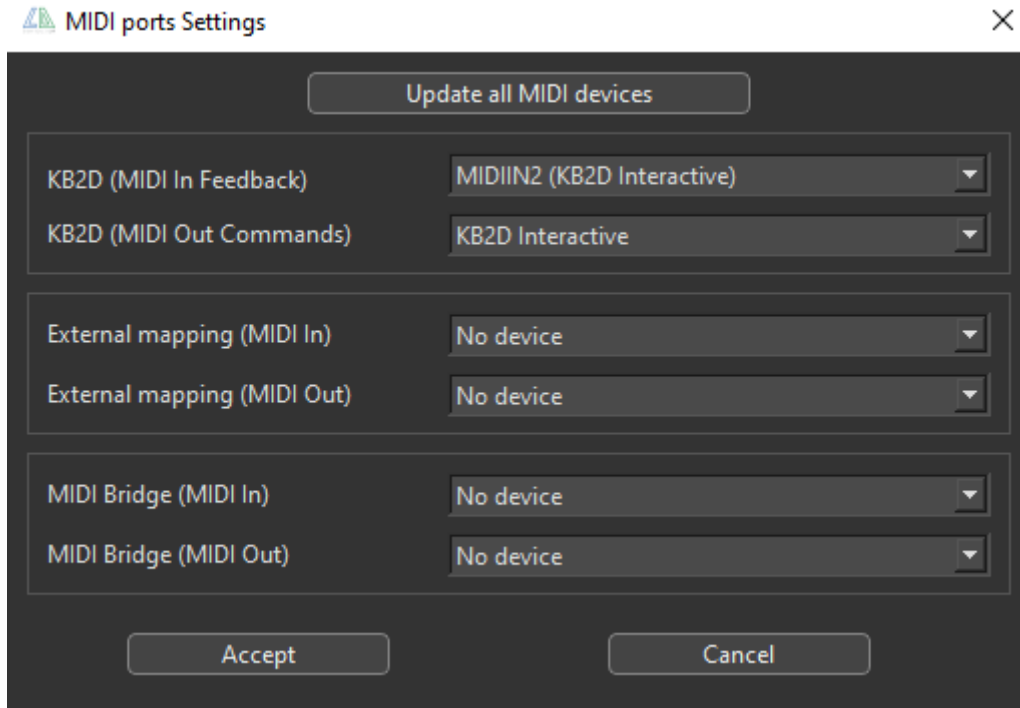 MIDI ports Settings
Update all MIDI devices
KB2D (MIDI In Feedback)
MIDIIN2 (KB2D Interactive)
KB2D (MIDI Out Commands)
KB2D Interactive
External mapping (MIDI In)
No device
External mapping (MIDI Out)
No device
MIDI Bridge (MIDI In)
No device
MIDI Bridge (MIDI Out)
No device
Accept
Cancel